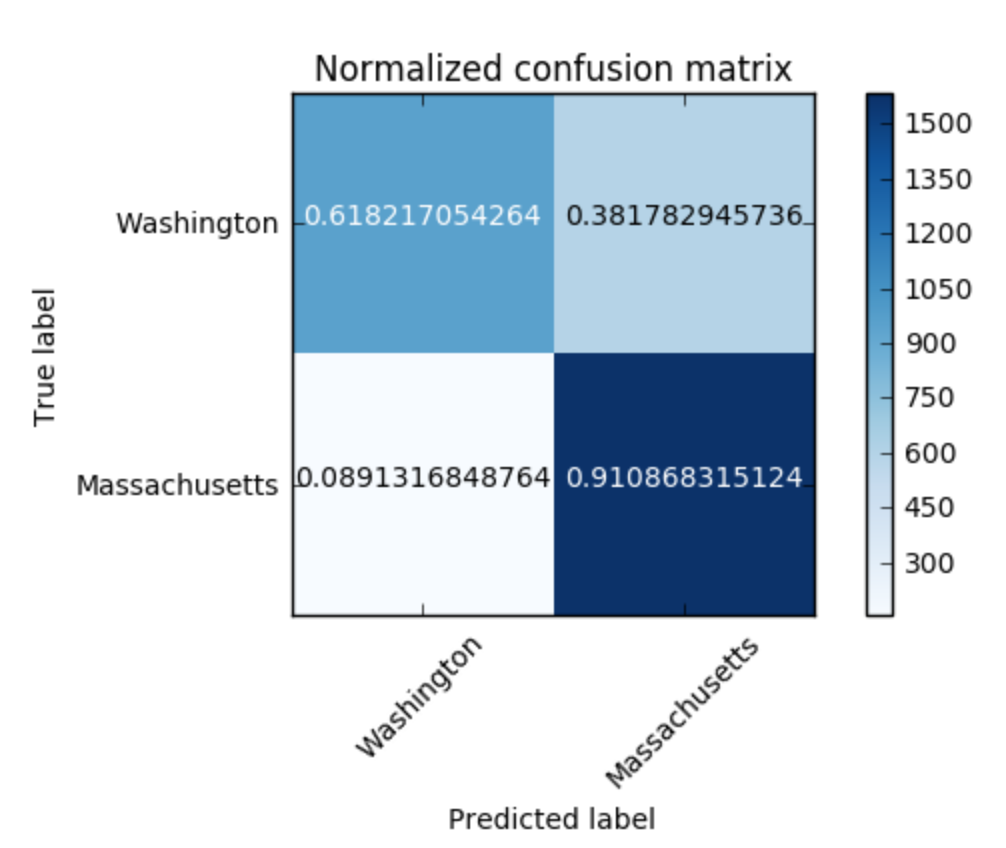 Normalized confusion matrix
Washington
0.618217054264
0.381782945736
Massachusetts
0.0891316848764
0.910868315124
True label
Washington
Massachusetts
Predicted label
1500
1350
1200
1050
900
750
600
450
300